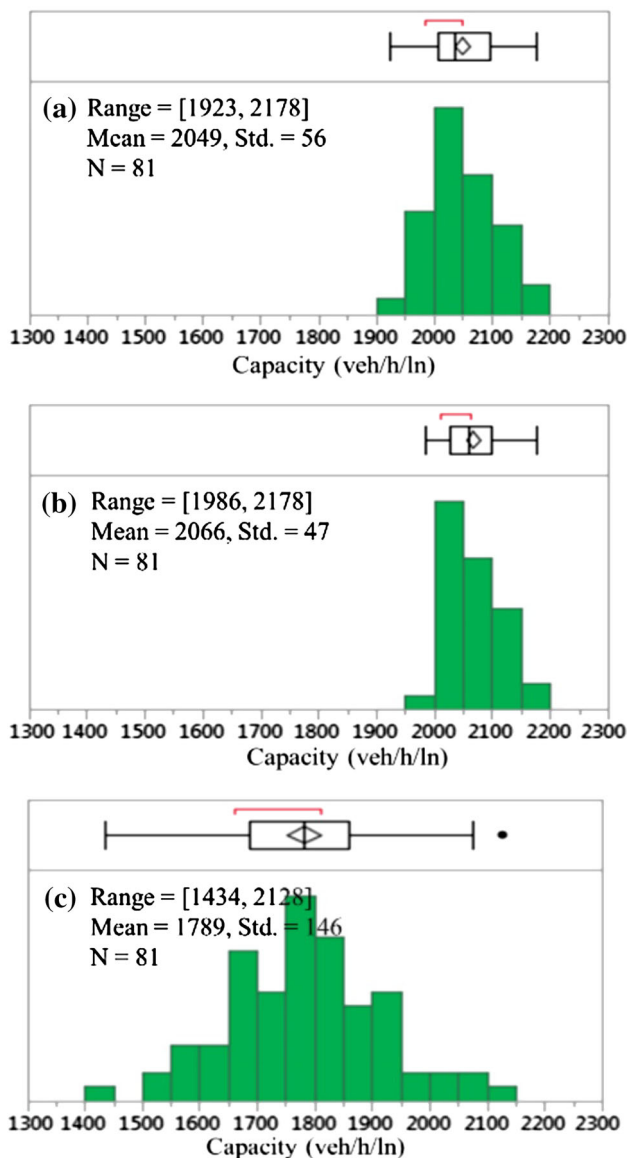 (a) Range = [1923, 2178]
Mean = 2049, Std. = 56
N = 81
1300 1400 1500 1600 1700 1800 1900 2000 2100 2200 2300
Capacity (veh/h/ln)
(b) Range = [1986, 2178]
Mean = 2066, Std. = 47
N = 81
1300 1400 1500 1600 1700 1800 1900 2000 2100 2200 2300
Capacity (veh/h/ln)
(c) Range = [1434, 2128]
Mean = 1789, Std. = 146
N = 81
1300 1400 1500 1600 1700 1800 1900 2000 2100 2200 2300
Capacity (veh/h/ln)